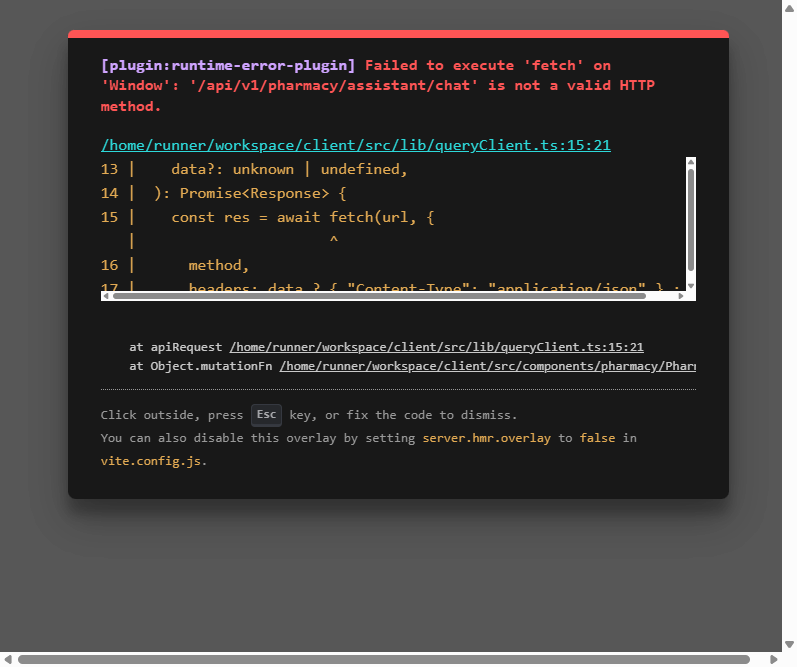 [plugin:runtime-error-plugin] Failed to execute 'fetch' on
'Window': '/api/v1/pharmacy/assistant/chat' is not a valid HTTP
method.
/home/runner/workspace/client/src/lib/queryClient.ts:15:21
13 |    data?: unknown | undefined,
14 |  ): Promise<Response> {
15 |    const res = await fetch(url, {
   |                      ^
16 |      method,
17 |      headers: data ? { "Content-Type": "application/json" } :
at apiRequest /home/runner/workspace/client/src/lib/queryClient.ts:15:21
at Object.mutationFn /home/runner/workspace/client/src/components/pharmacy/Phar
Click outside, press Esc key, or fix the code to dismiss.
You can also disable this overlay by setting server.hmr.overlay to false in
vite.config.js.